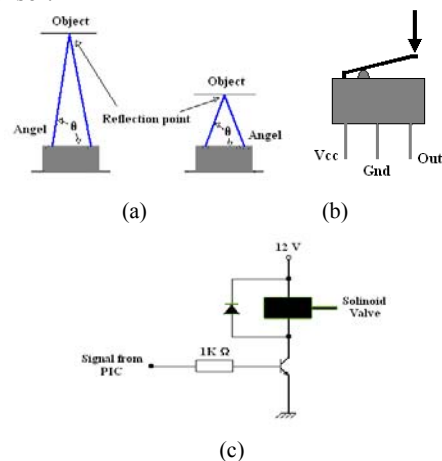 Object
Object
Reflection point
Angel
θ
θ
Angel
Vcc
Gnd
Out
(a)
(b)
12 V
Solinoid
Valve
1K Ω
Signal from
PIC
(c)